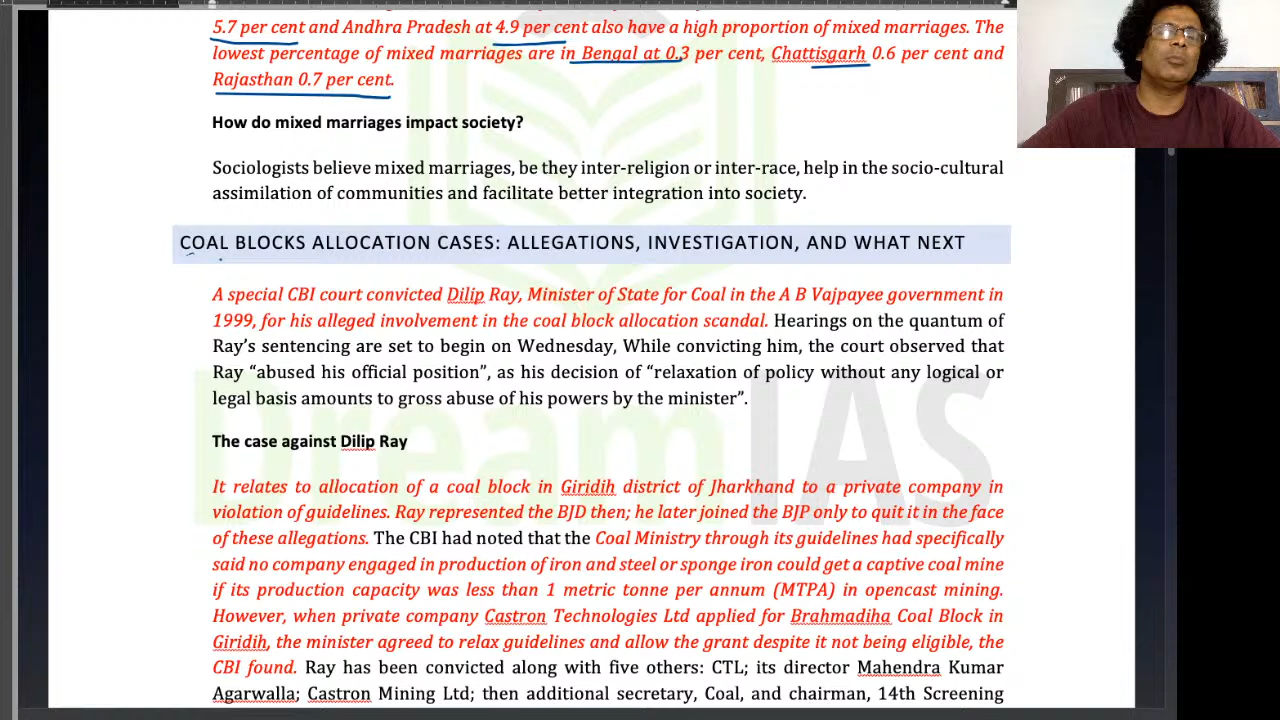 5.7 per cent and Andhra Pradesh at 4.9 per cent also have a high proportion of mixed marriages. The
lowest percentage of mixed marriages are in Bengal at 0.3 per cent, Chattisgarh 0.6 per cent and
Rajasthan 0.7 per cent.
How do mixed marriages impact society?
Sociologists believe mixed marriages, be they inter-religion or inter-race, help in the socio-cultural
assimilation of communities and facilitate better integration into society.
COAL BLOCKS ALLOCATION CASES: ALLEGATIONS, INVESTIGATION, AND WHAT NEXT
A special CBI court convicted Dilip Ray, Minister of State for Coal in the A B Vajpayee government in
1999, for his alleged involvement in the coal block allocation scandal. Hearings on the quantum of
Ray’s sentencing are set to begin on Wednesday, While convicting him, the court observed that
Ray “abused his official position”, as his decision of “relaxation of policy without any logical or
legal basis amounts to gross abuse of his powers by the minister”.
The case against Dilip Ray
It relates to allocation of a coal block in Giridih district of Jharkhand to a private company in
violation of guidelines. Ray represented the BJD then; he later joined the BJP only to quit it in the face
of these allegations. The CBI had noted that the Coal Ministry through its guidelines had specifically
said no company engaged in production of iron and steel or sponge iron could get a captive coal mine
if its production capacity was less than 1 metric tonne per annum (MTPA) in opencast mining.
However, when private company Castron Technologies Ltd applied for Brahmadiha Coal Block in
Giridih, the minister agreed to relax guidelines and allow the grant despite it not being eligible, the
CBI found. Ray has been convicted along with five others: CTL; its director Mahendra Kumar
Agarwalla; Castron Mining Ltd; then additional secretary, Coal, and chairman, 14th Screening
Dream IAS